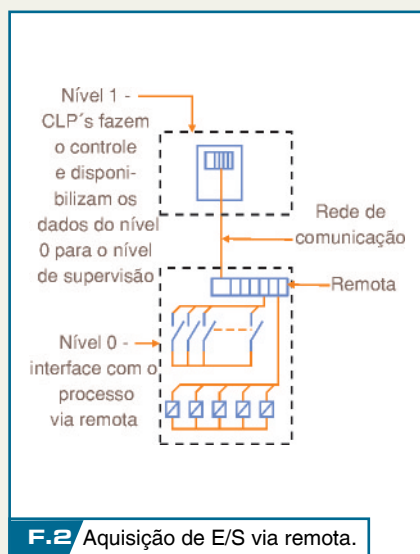 Nível 1 -
CLP´s fazem
o controle
e disponi-
bilizam os
dados do nível
0 para o nível
de supervisão
Rede de
comunicação
Remota
Nível 0 -
interface com o
processo
via remota
F.2 Aquisição de E/S via remota.